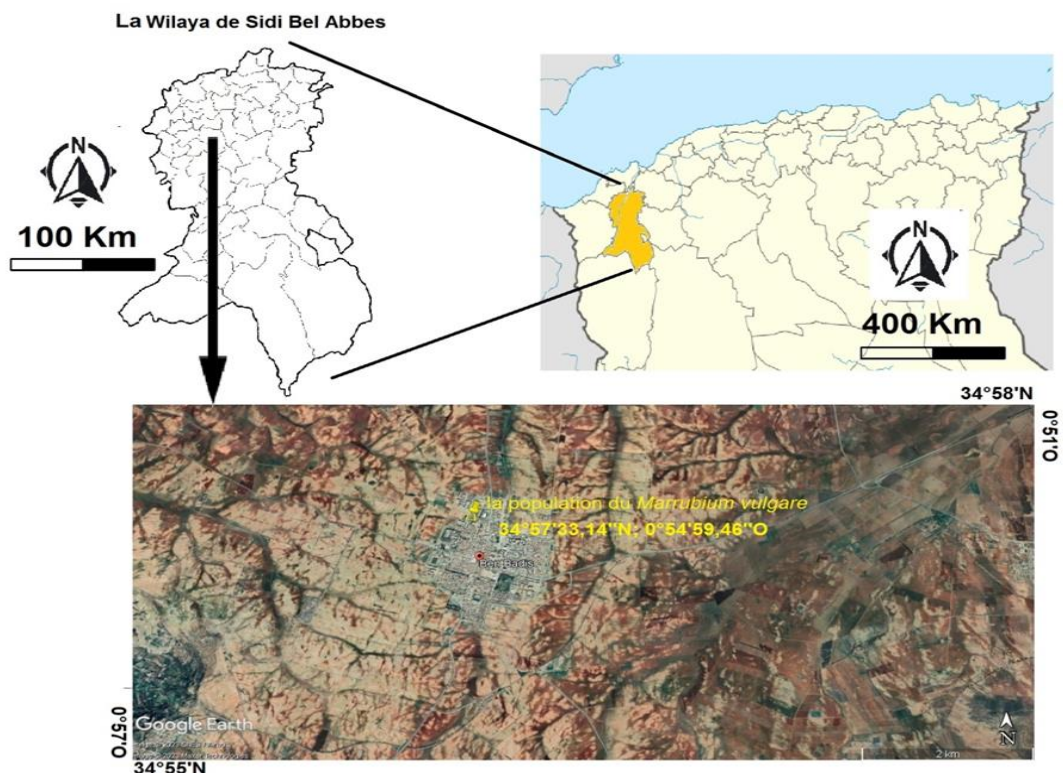 La Wilaya de Sidi Bel Abbes
N
100 Km
N
400 Km
34°58'N
0°51'O
la population du Marrubium vulgare
34°57'33,14"N; 0°54'59,46"O
Ben Badis
0°57'O
Google Earth
N
2 km
34°55'N